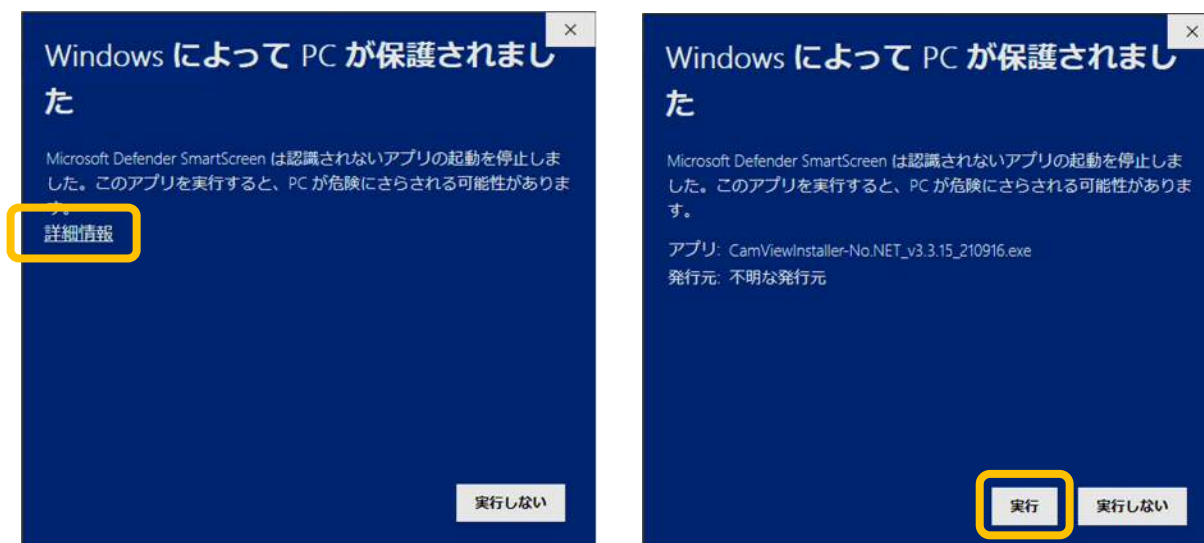 Windows によって PC が保護されまし
た
Microsoft Defender SmartScreen は認識されないアプリの起動を停止しま
した。このアプリを実行すると、PC が危険にさらされる可能性がありま
す。
詳細情報
実行しない
Windows によって PC が保護されまし
た
Microsoft Defender SmartScreen は認識されないアプリの起動を停止しま
した。このアプリを実行すると、PC が危険にさらされる可能性がありま
す。
アプリ: CamViewInstaller-No.NET_v3.3.15_210916.exe
発行元: 不明な発行元
実行
実行しない